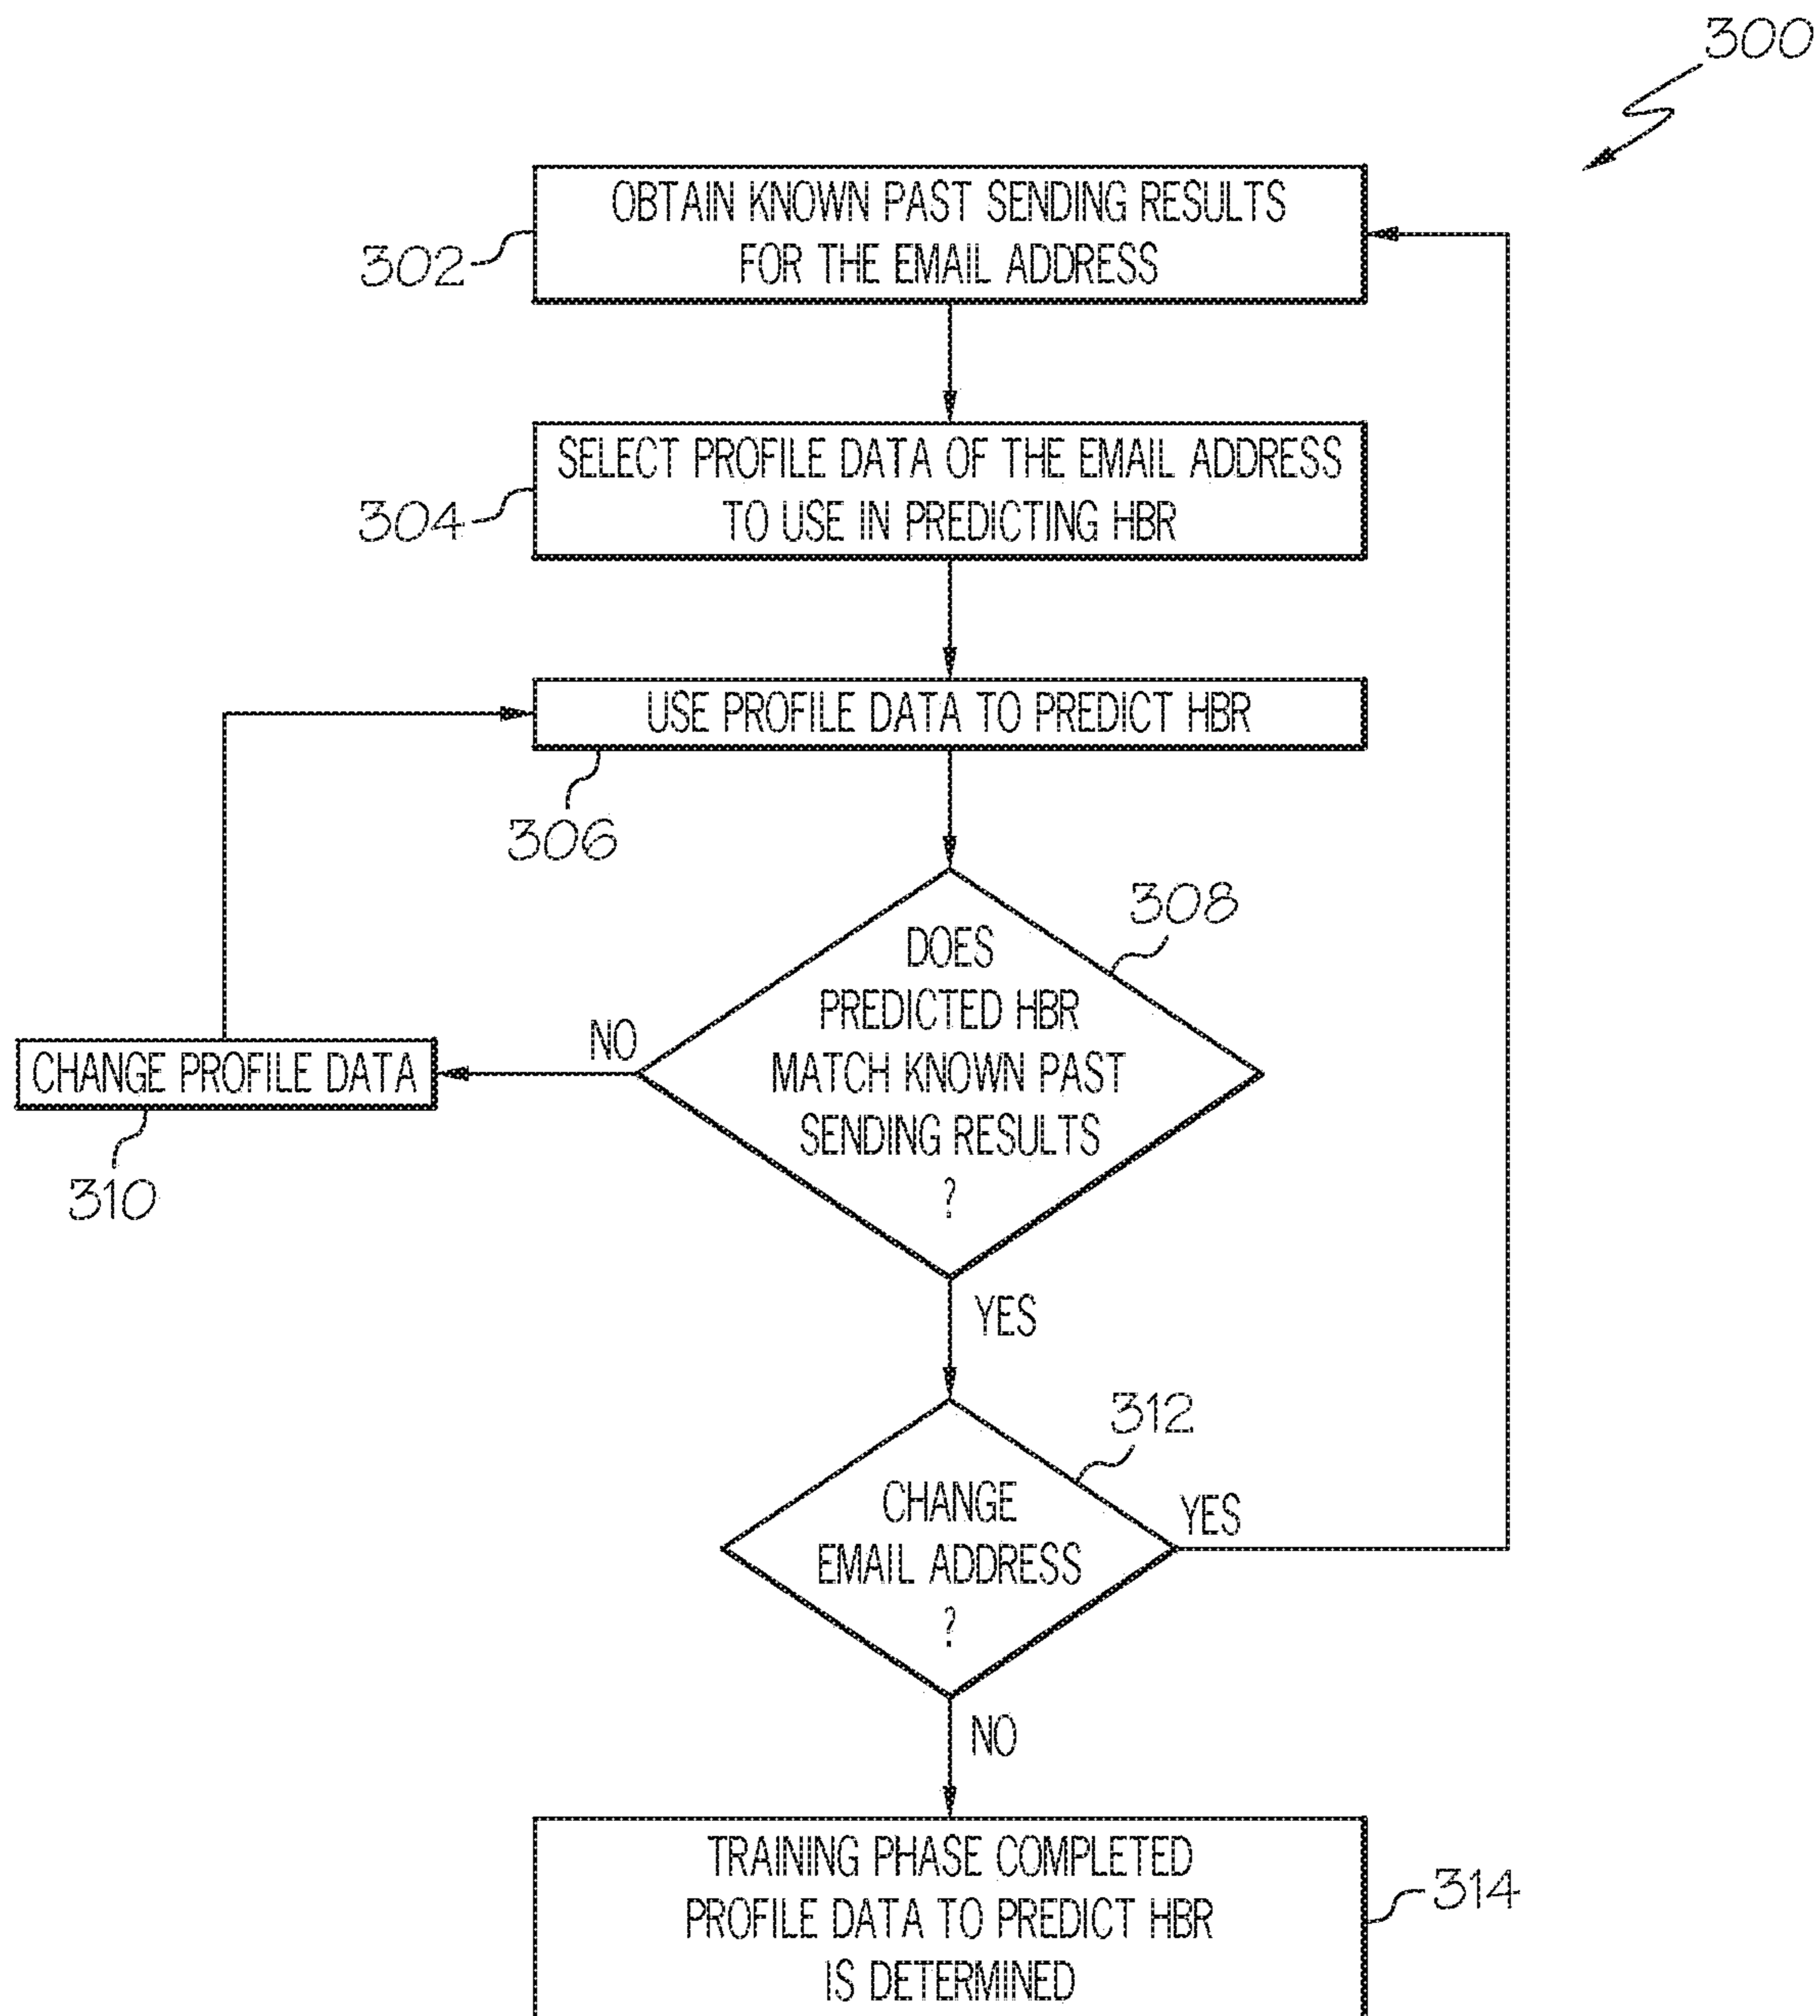 300
OBTAIN KNOWN PAST SENDING RESULTS
FOR THE EMAIL ADDRESS
302
SELECT PROFILE DATA OF THE EMAIL ADDRESS
TO USE IN PREDICTING HBR
304
USE PROFILE DATA TO PREDICT HBR
306
308
DOES
PREDICTED HBR
MATCH KNOWN PAST
SENDING RESULTS
?
NO
CHANGE PROFILE DATA
310
YES
312
CHANGE
EMAIL ADDRESS
?
YES
NO
TRAINING PHASE COMPLETED
PROFILE DATA TO PREDICT HBR
IS DETERMINED
314